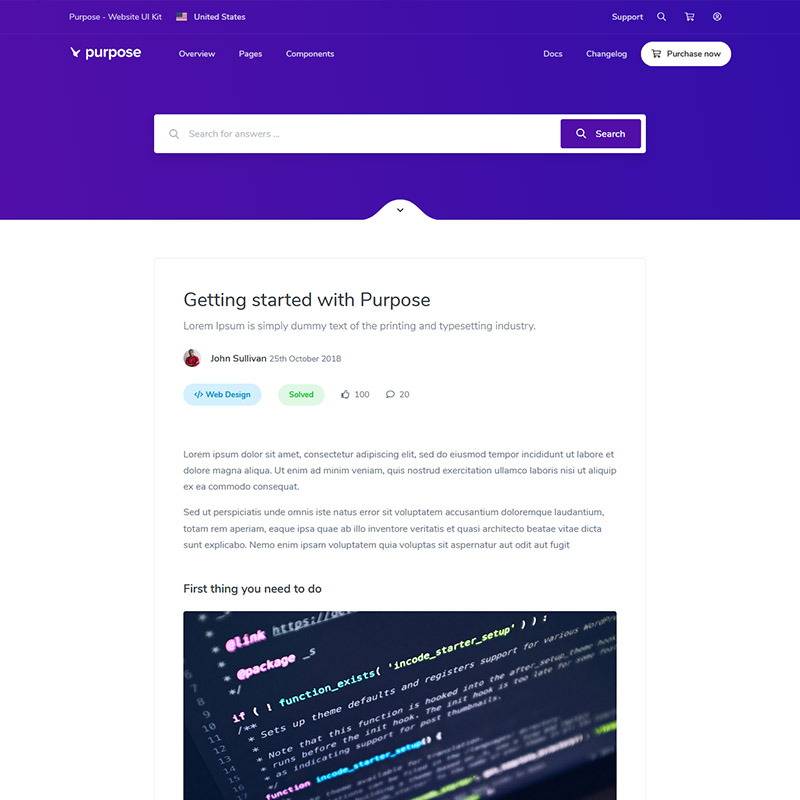 Purpose - Website UI Kit United States Support
purpose Overview Pages Components Docs Changelog Purchase now
Search for answers ... Search
Getting started with Purpose
Lorem Ipsum is simply dummy text of the printing and typesetting industry.
John Sullivan 25th October 2018
</> Web Design Solved 100 20
Lorem ipsum dolor sit amet, consectetur adipiscing elit, sed do eiusmod tempor incididunt ut labore et
dolore magna aliqua. Ut enim ad minim veniam, quis nostrud exercitation ullamco laboris nisi ut aliquip
ex ea commodo consequat.
Sed ut perspiciatis unde omnis iste natus error sit voluptatem accusantium doloremque laudantium,
totam rem aperiam, eaque ipsa quae ab illo inventore veritatis et quasi architecto beatae vitae dicta
sunt explicabo. Nemo enim ipsam voluptatem quia voluptas sit aspernatur aut odit aut fugit
First thing you need to do
* @link https://
*
* @package _s
*/
if ( ! function_exists( 'incode_starter_setup' ) ) :
/**
* Sets up theme defaults and registers support for various WordPre
*
* Note that this function is hooked into the after_setup_theme hook
* runs before the init hook. The init hook is too late for some
* as indicating support for post thumbnails.
*/
function incode_starter_setup() {